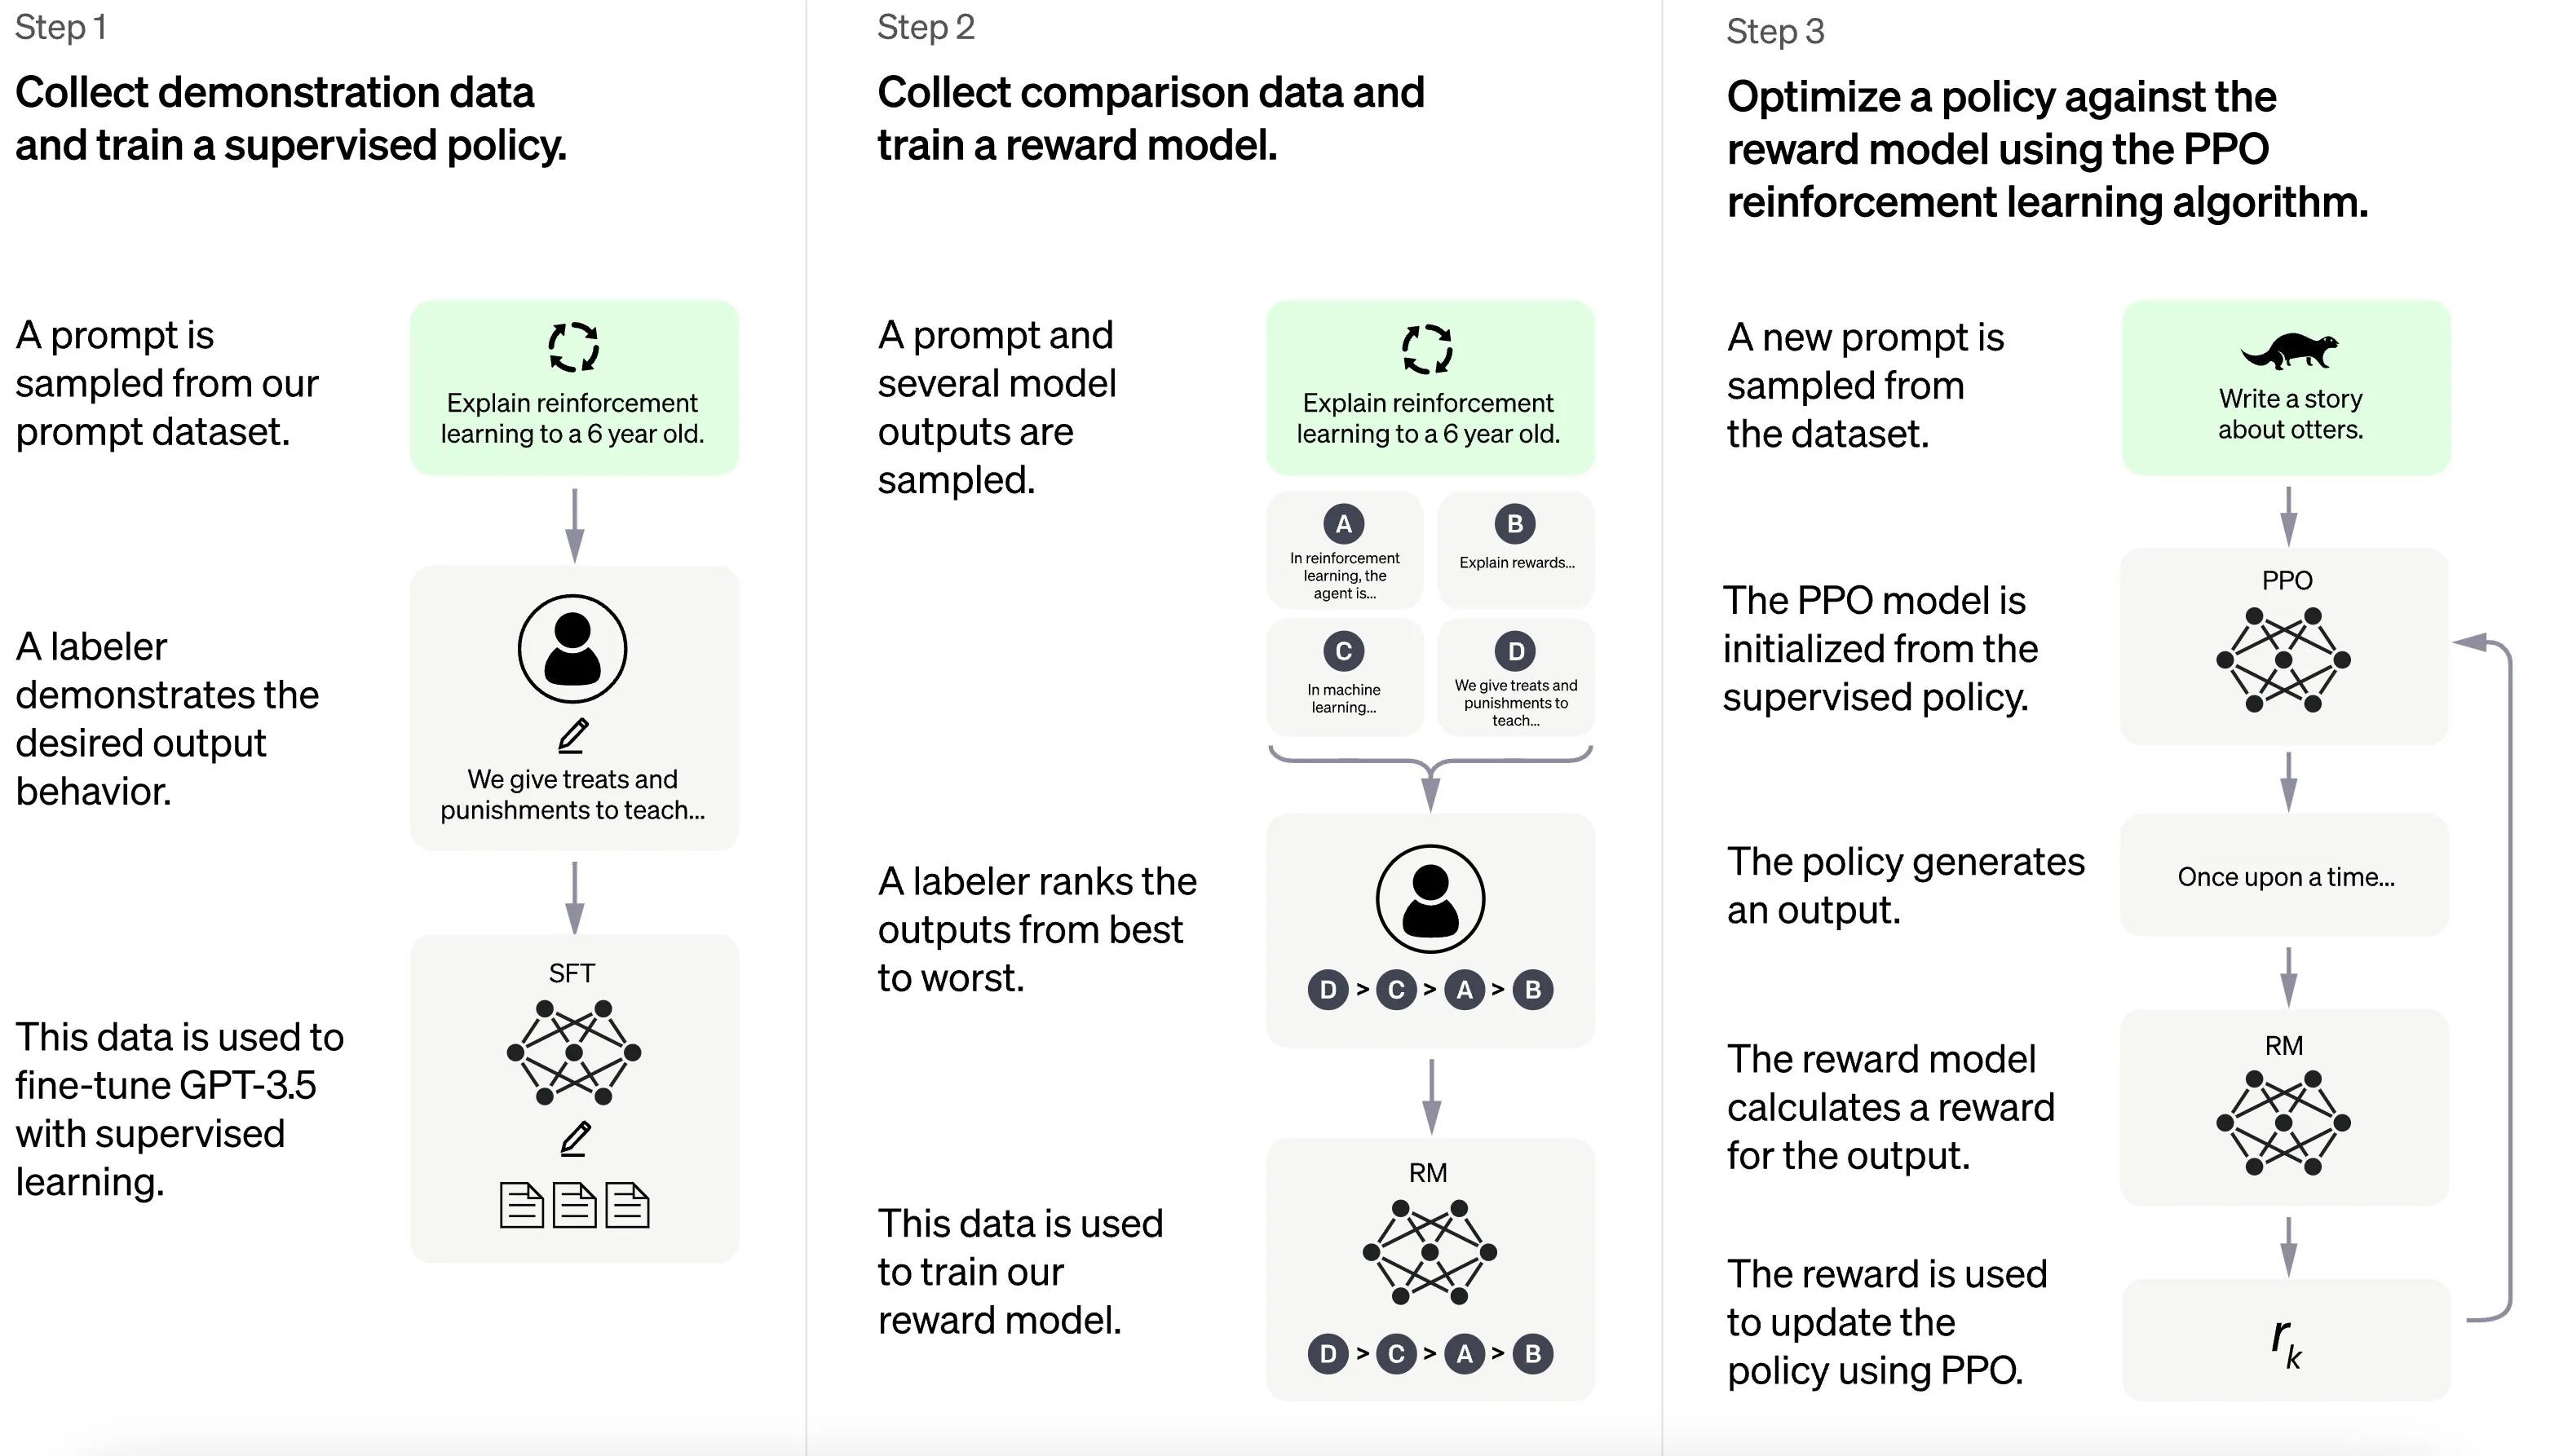 Step 1
Collect demonstration data
and train a supervised policy.
A prompt is
sampled from our
prompt dataset.
Explain reinforcement
learning to a 6 year old.
A labeler
demonstrates the
desired output
behavior.
We give treats and
punishments to teach...
This data is used to
fine-tune GPT-3.5
with supervised
learning.
SFT
Step 2
Collect comparison data and
train a reward model.
A prompt and
several model
outputs are
sampled.
Explain reinforcement
learning to a 6 year old.
A
In reinforcement
learning, the
agent is...
B
Explain rewards...
C
In machine
learning...
D
We give treats and
punishments to
teach...
A labeler ranks the
outputs from best
to worst.
D > C > A > B
This data is used
to train our
reward model.
RM
D > C > A > B
Step 3
Optimize a policy against the
reward model using the PPO
reinforcement learning algorithm.
A new prompt is
sampled from
the dataset.
Write a story
about otters.
The PPO model is
initialized from the
supervised policy.
PPO
The policy generates
an output.
Once upon a time...
The reward model
calculates a reward
for the output.
RM
The reward is used
to update the
policy using PPO.
r_k